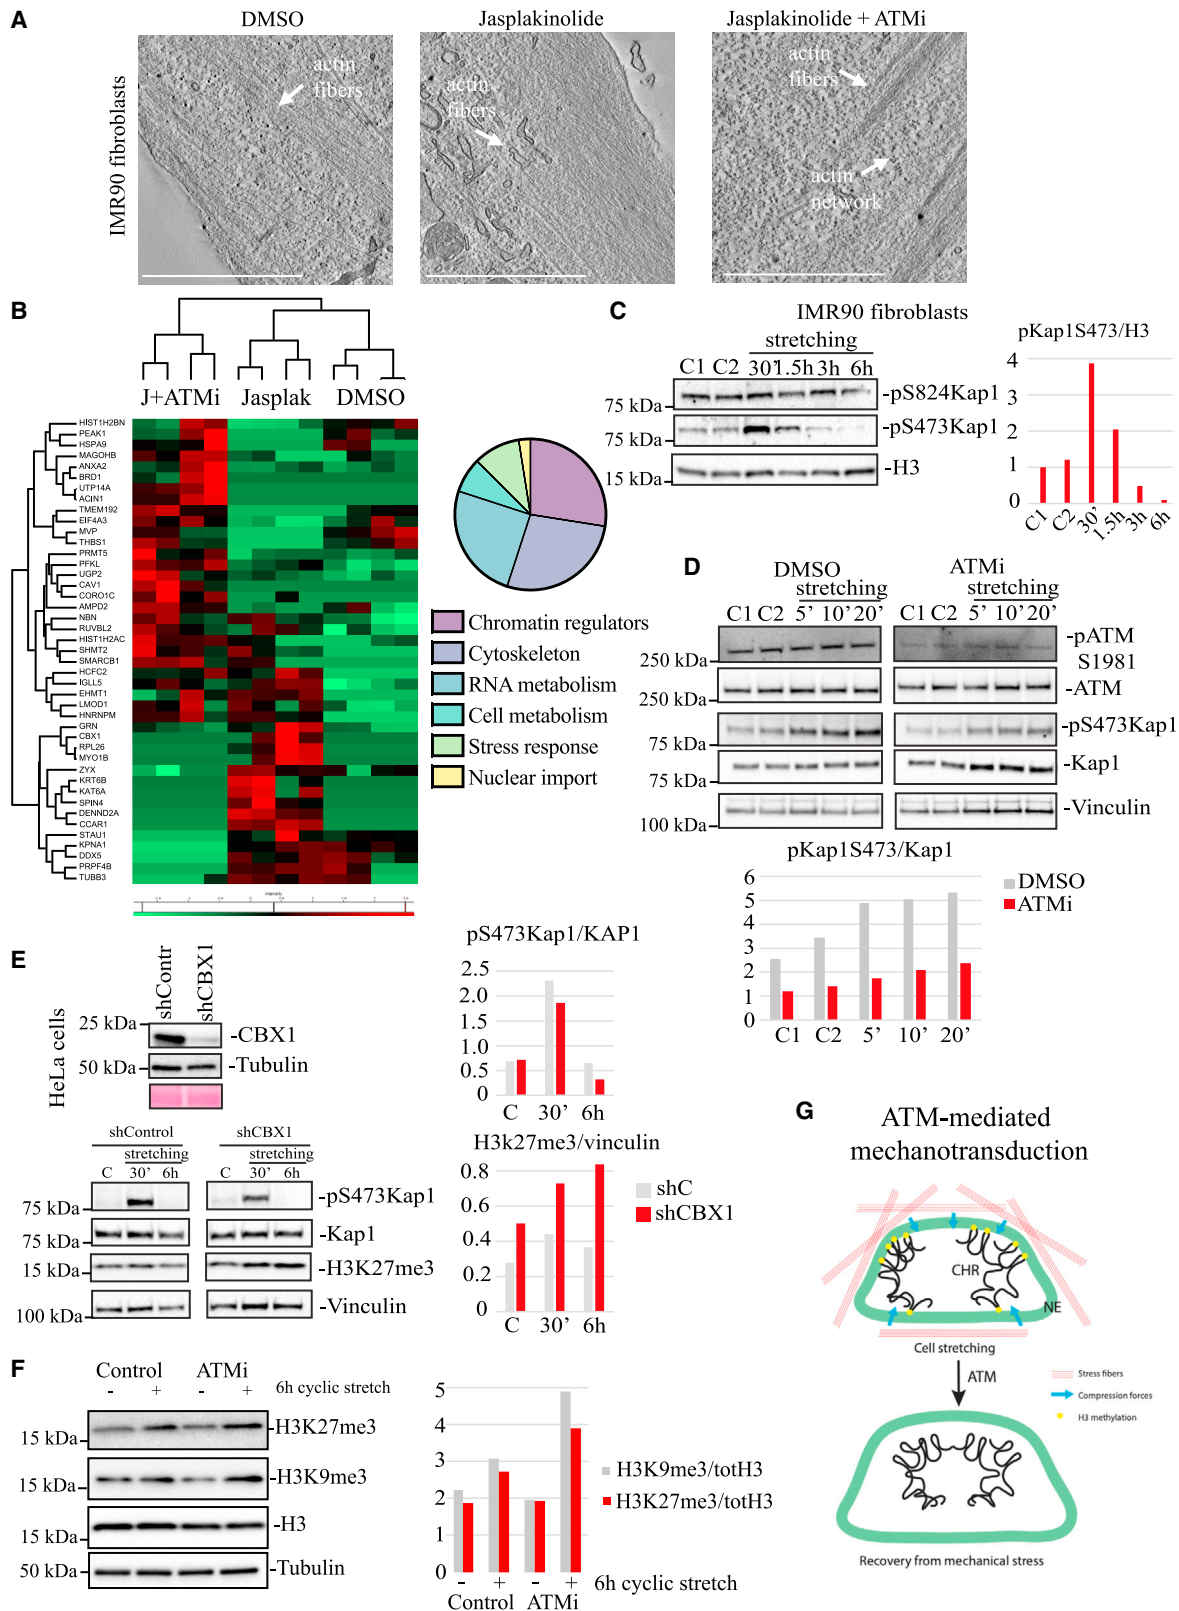 A
DMSO
Jasplakinolide
Jasplakinolide + ATMi
IMR90 fibroblasts
actin
fibers
actin
fibers
actin
fibers
actin
network
B
J+ATMi
Jasplak
DMSO
HIST1H2BN
PEAK1
HSPA9
MAGOHB
ANXA2
BRD1
UTP14A
ACIN1
TMEM192
EIF4A3
MVP
THBS1
PRMT5
PFKL
UGP2
CAV1
CORO1C
AMPD2
NBN
RUVBL2
HIST1H2AC
SHMT2
SMARCB1
HCFC2
IGLL5
EHMT1
LMOD1
HNRNPM
GRN
CBX1
RPL26
MYO1B
ZYX
KRT6B
KAT6A
SPIN4
DENND2A
CCAR1
STAU1
KPNA1
DDX5
PRPF4B
TUBB3
Intensity
Chromatin regulators
Cytoskeleton
RNA metabolism
Cell metabolism
Stress response
Nuclear import
C
IMR90 fibroblasts
stretching
C1 C2 30' 1.5h 3h 6h
75 kDa
-pS824Kap1
75 kDa
-pS473Kap1
15 kDa
-H3
pKap1S473/H3
4
3
2
1
0
C1 C2 30' 1.5h 3h 6h
D
DMSO
stretching
C1 C2 5' 10' 20'
ATMi
stretching
C1 C2 5' 10' 20'
250 kDa
-pATM
S1981
250 kDa
-ATM
75 kDa
-pS473Kap1
75 kDa
-Kap1
100 kDa
-Vinculin
pKap1S473/Kap1
6
5
4
3
2
1
0
C1 C2 5' 10' 20'
DMSO
ATMi
E
HeLa cells
shContr
shCBX1
25 kDa
-CBX1
50 kDa
-Tubulin
shControl
stretching
C 30' 6h
shCBX1
stretching
C 30' 6h
75 kDa
-pS473Kap1
75 kDa
-Kap1
15 kDa
-H3K27me3
100 kDa
-Vinculin
pS473Kap1/KAP1
2.5
2.0
1.5
1.0
0.5
0
C 30' 6h
H3k27me3/vinculin
0.8
0.6
0.4
0.2
0
C 30' 6h
shC
shCBX1
F
Control ATMi
- + - + 6h cyclic stretch
15 kDa
-H3K27me3
15 kDa
-H3K9me3
15 kDa
-H3
50 kDa
-Tubulin
5
4
3
2
1
0
- + - + 6h cyclic stretch
Control ATMi
H3K9me3/totH3
H3K27me3/totH3
G
ATM-mediated
mechanotransduction
CHR
NE
Cell stretching
ATM
Stress fibers
Compression forces
H3 methylation
Recovery from mechanical stress